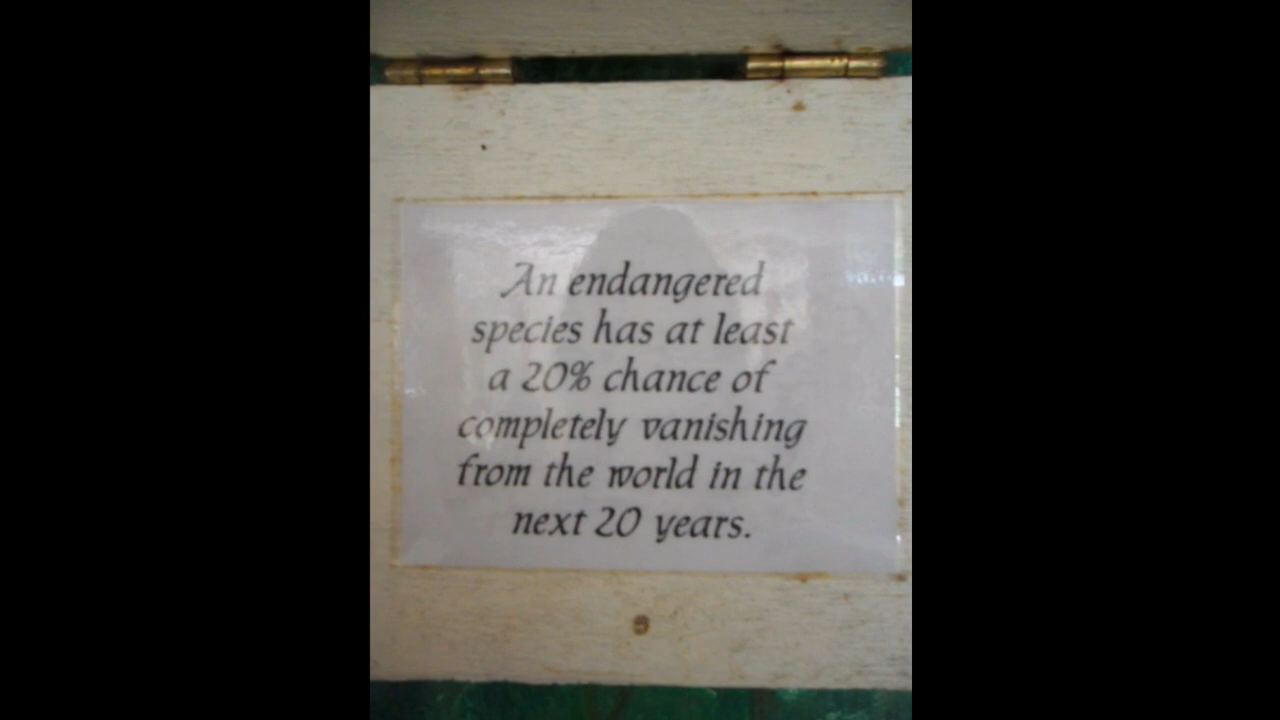 An endangered
species has at least
a 20% chance of
completely vanishing
from the world in the
next 20 years.